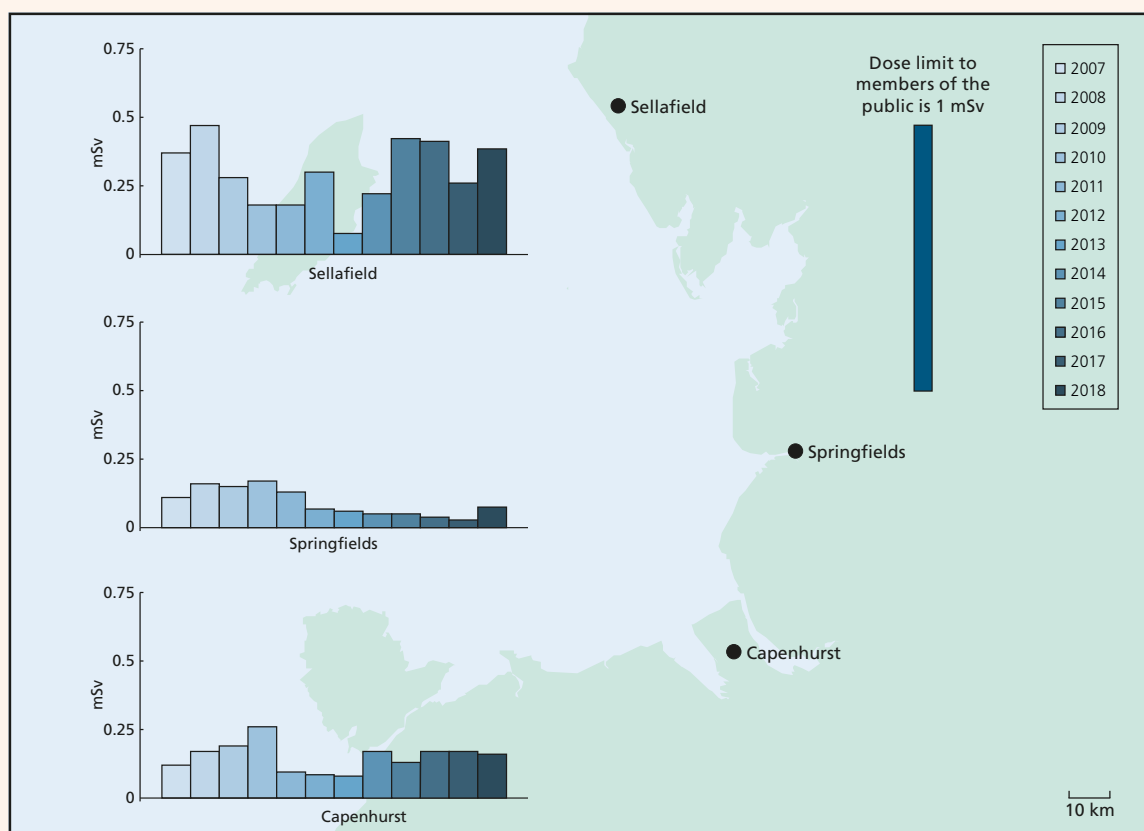 0.75
0.5
0.25
0
mSv
Sellafield
0.75
0.5
0.25
0
mSv
Springfields
0.75
0.5
0.25
0
mSv
Capenhurst
Sellafield
Springfields
Capenhurst
Dose limit to
members of the
public is 1 mSv
2007
2008
2009
2010
2011
2012
2013
2014
2015
2016
2017
2018
10 km